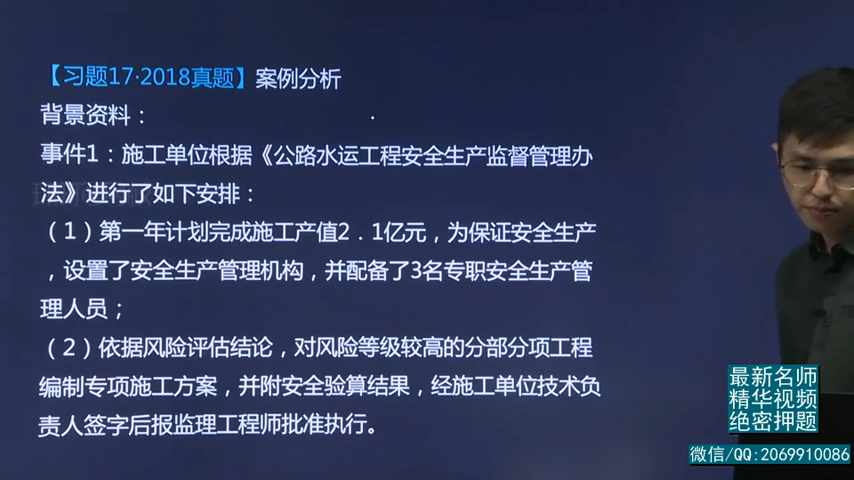 【习题17·2018真题】案例分析
背景资料：
事件1：施工单位根据《公路水运工程安全生产监督管理办
法》进行了如下安排：
（1）第一年计划完成施工产值2．1亿元，为保证安全生产
，设置了安全生产管理机构，并配备了3名专职安全生产管
理人员；
（2）依据风险评估结论，对风险等级较高的分部分项工程
编制专项施工方案，并附安全验算结果，经施工单位技术负
责人签字后报监理工程师批准执行。
最新名师
精华视频
绝密押题
微信/QQ:2069910086